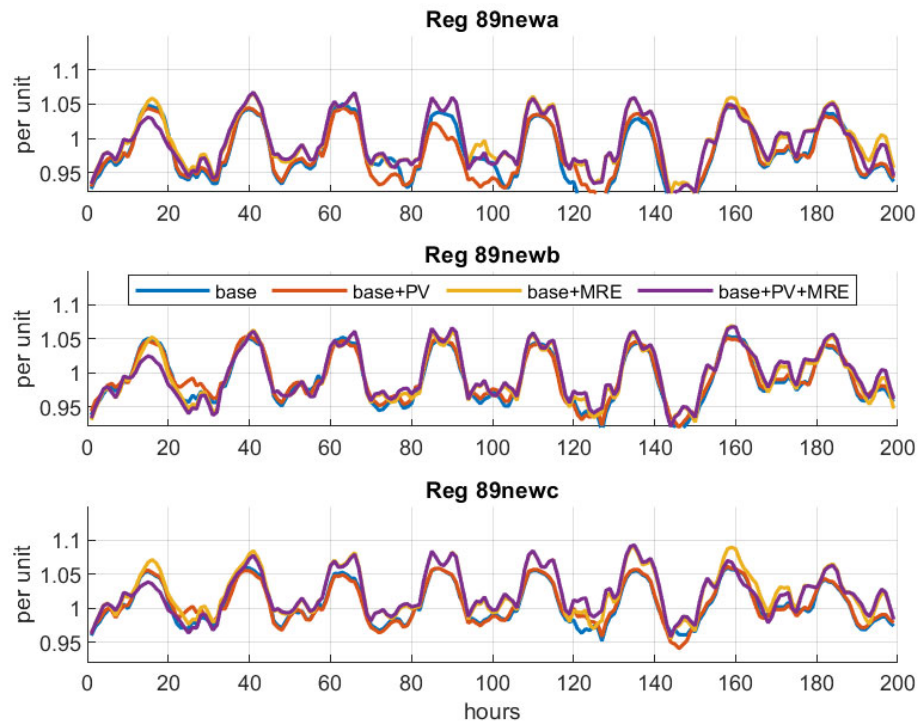 Reg 89newa
per unit
1.1
1.05
1
0.95
0 20 40 60 80 100 120 140 160 180 200
Reg 89newb
base base+PV base+MRE base+PV+MRE
per unit
1.1
1.05
1
0.95
0 20 40 60 80 100 120 140 160 180 200
Reg 89newc
per unit
1.1
1.05
1
0.95
0 20 40 60 80 100 120 140 160 180 200
hours